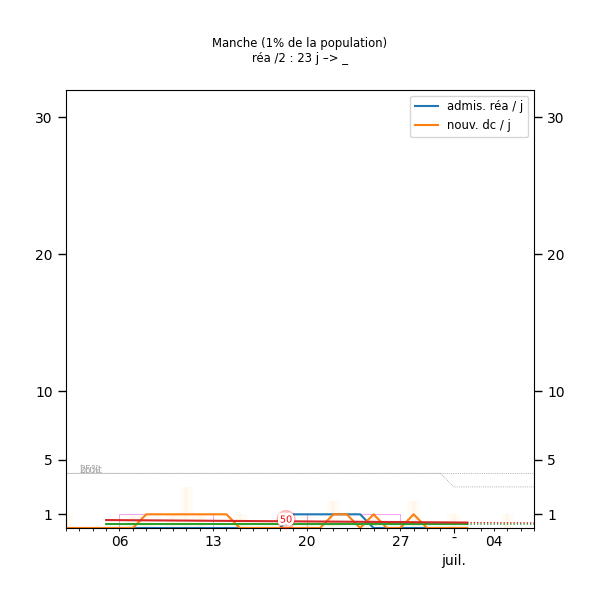 Manche (1% de la population)
réa /2 : 23 j –> _
admis. réa / j
nouv. dc / j
30 30
20 20
10 10
5 5
25%
1 1
50
06 13 20 27 - 04
juil.